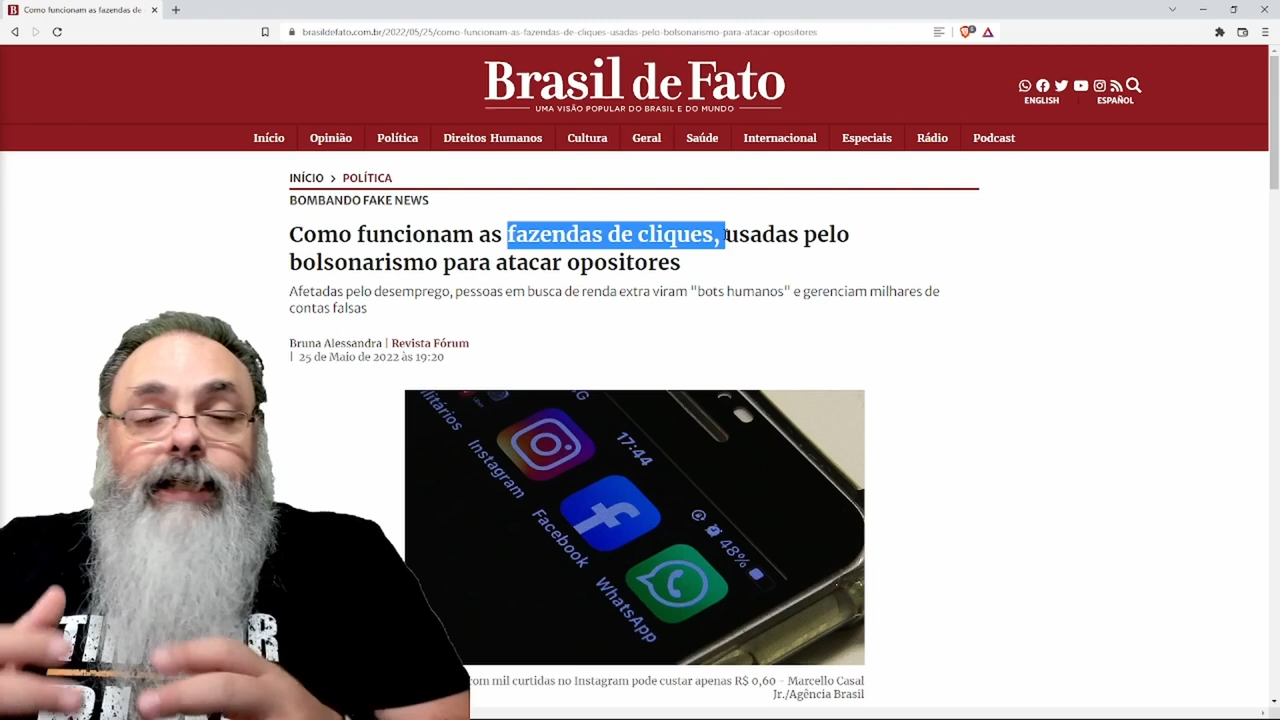 Como funcionam as fazendas de
brasildefato.com.br/2022/05/25/como-funcionam-as-fazendas-de-cliques-usadas-pelo-bolsonarismo-para-atacar-opositores
Brasil de Fato
UMA VISÃO POPULAR DO BRASIL E DO MUNDO
ENGLISH
ESPAÑOL
Início Opinião Política Direitos Humanos Cultura Geral Saúde Internacional Especiais Rádio Podcast
INÍCIO > POLÍTICA
BOMBANDO FAKE NEWS
Como funcionam as fazendas de cliques, usadas pelo
bolsonarismo para atacar opositores
Afetadas pelo desemprego, pessoas em busca de renda extra viram "bots humanos" e gerenciam milhares de
contas falsas
Bruna Alessandra | Revista Fórum
| 25 de Maio de 2022 às 19:20
17:44
Instagram
Facebook
48%
WhatsApp
com mil curtidas no Instagram pode custar apenas R$ 0,60 - Marcello Casal
Jr./Agência Brasil